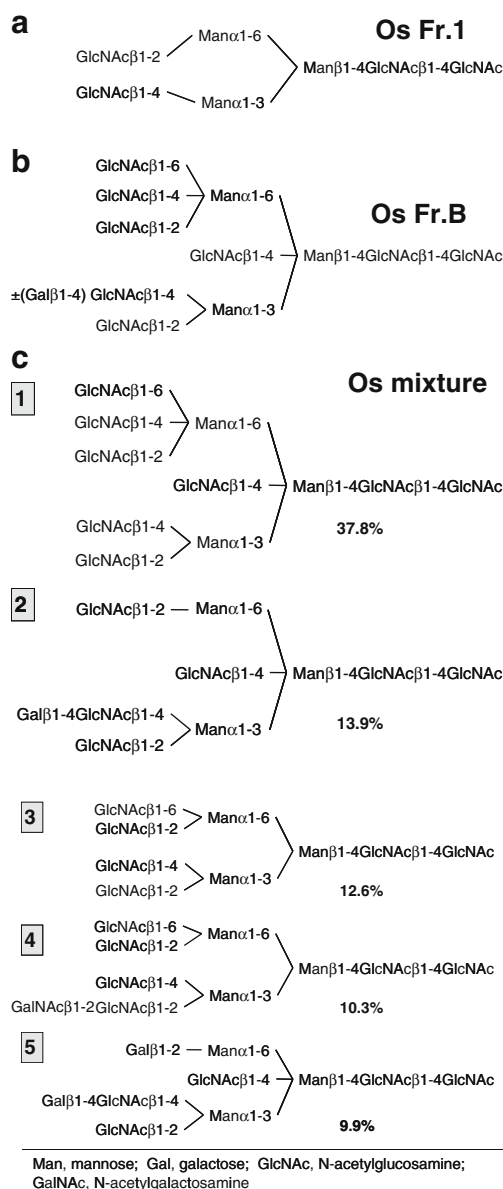 a
Os Fr.1
Manα1-6
GlcNAcβ1-2
Manβ1-4GlcNAcβ1-4GlcNAc
GlcNAcβ1-4
Manα1-3
b
Os Fr.B
GlcNAcβ1-6
GlcNAcβ1-4
Manα1-6
GlcNAcβ1-2
GlcNAcβ1-4
Manβ1-4GlcNAcβ1-4GlcNAc
±(Galβ1-4) GlcNAcβ1-4
Manα1-3
GlcNAcβ1-2
c
Os mixture
1
GlcNAcβ1-6
GlcNAcβ1-4
Manα1-6
GlcNAcβ1-2
GlcNAcβ1-4
Manβ1-4GlcNAcβ1-4GlcNAc
37.8%
GlcNAcβ1-4
Manα1-3
GlcNAcβ1-2
2
GlcNAcβ1-2
Manα1-6
GlcNAcβ1-4
Manβ1-4GlcNAcβ1-4GlcNAc
Galβ1-4GlcNAcβ1-4
Manα1-3
13.9%
GlcNAcβ1-2
3
GlcNAcβ1-6
Manα1-6
GlcNAcβ1-2
Manβ1-4GlcNAcβ1-4GlcNAc
GlcNAcβ1-4
Manα1-3
GlcNAcβ1-2
12.6%
4
GlcNAcβ1-6
Manα1-6
GlcNAcβ1-2
Manβ1-4GlcNAcβ1-4GlcNAc
GlcNAcβ1-4
Manα1-3
GalNAcβ1-2GlcNAcβ1-2
10.3%
5
Galβ1-2
Manα1-6
GlcNAcβ1-4
Manβ1-4GlcNAcβ1-4GlcNAc
Galβ1-4GlcNAcβ1-4
Manα1-3
GlcNAcβ1-2
9.9%
Man, mannose; Gal, galactose; GlcNAc, N-acetylglucosamine;
GalNAc, N-acetylgalactosamine